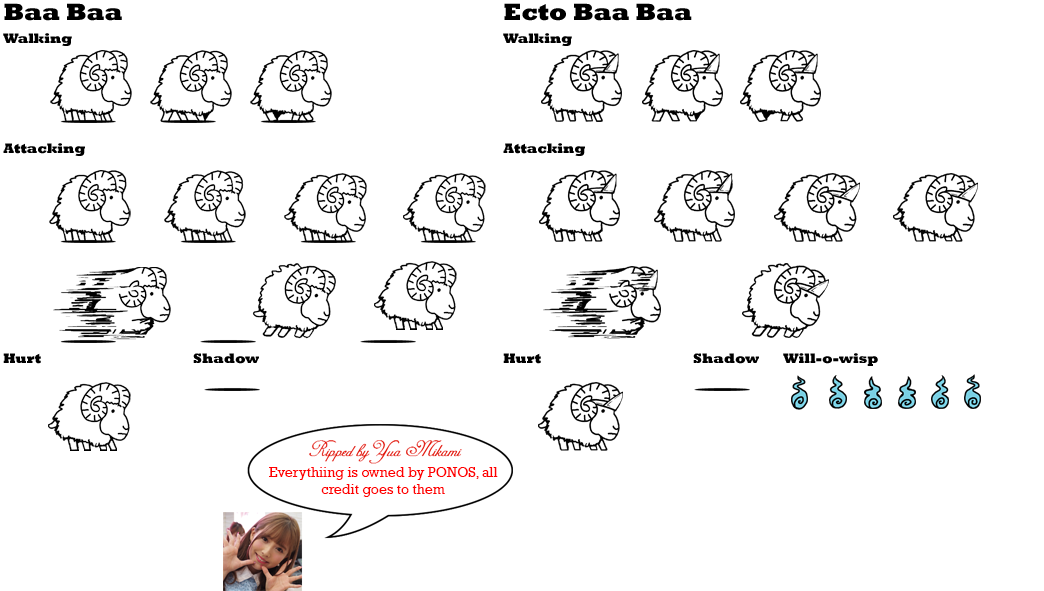 Baa Baa
Walking
Attacking
Hurt
Shadow
Ecto Baa Baa
Walking
Attacking
Hurt
Shadow
Will-o-wisp
Ripped by Yua Mikami
Everythiing is owned by PONOS, all
credit goes to them